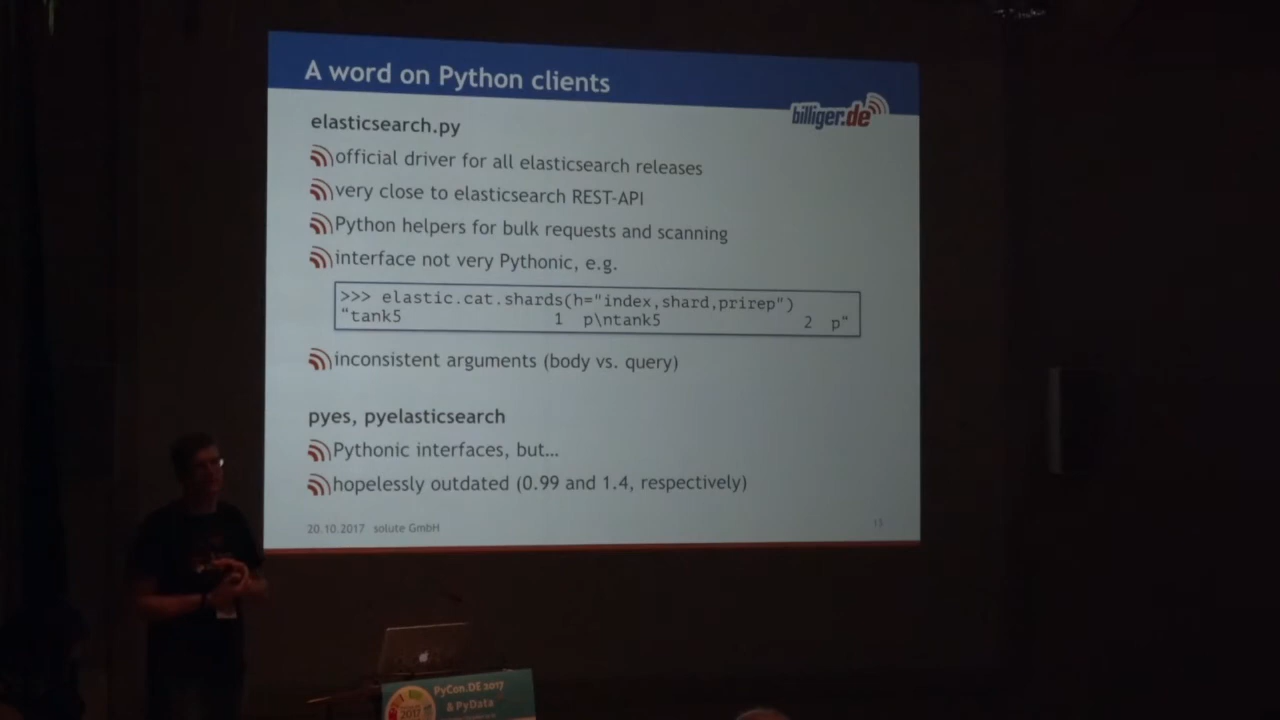 A word on Python clients
billiger.de
elasticsearch.py
official driver for all elasticsearch releases
very close to elasticsearch REST-API
Python helpers for bulk requests and scanning
interface not very Pythonic, e.g.
>>> elastic.cat.shards(h="index,shard,prirep")
"tank5 1 p\ntank5 2 p"
inconsistent arguments (body vs. query)
pyes, pyelasticsearch
Pythonic interfaces, but…
hopelessly outdated (0.99 and 1.4, respectively)
20.10.2017 solute GmbH
15
PyCon.DE 2017
& PyData
2017